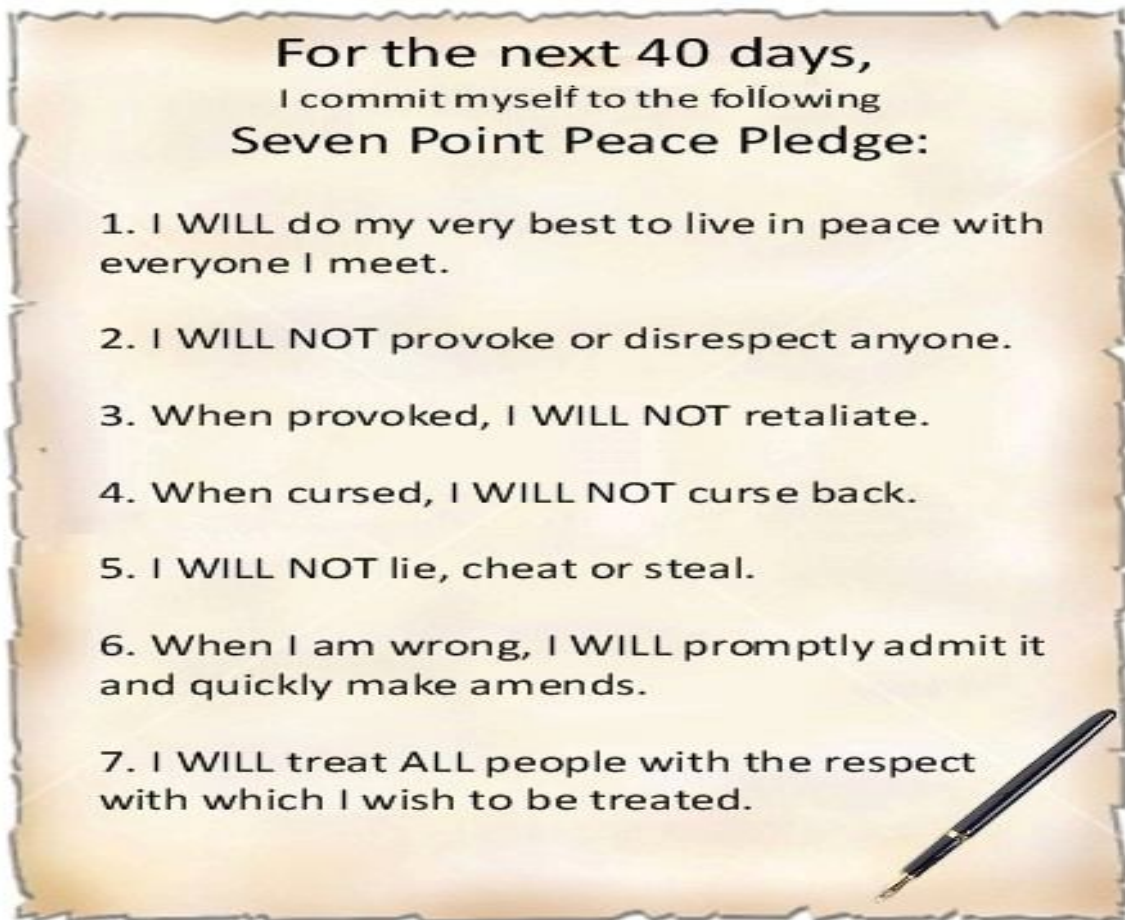 For the next 40 days,
I commit myself to the following
Seven Point Peace Pledge:
1. I WILL do my very best to live in peace with
everyone I meet.
2. I WILL NOT provoke or disrespect anyone.
3. When provoked, I WILL NOT retaliate.
4. When cursed, I WILL NOT curse back.
5. I WILL NOT lie, cheat or steal.
6. When I am wrong, I WILL promptly admit it
and quickly make amends.
7. I WILL treat ALL people with the respect
with which I wish to be treated.